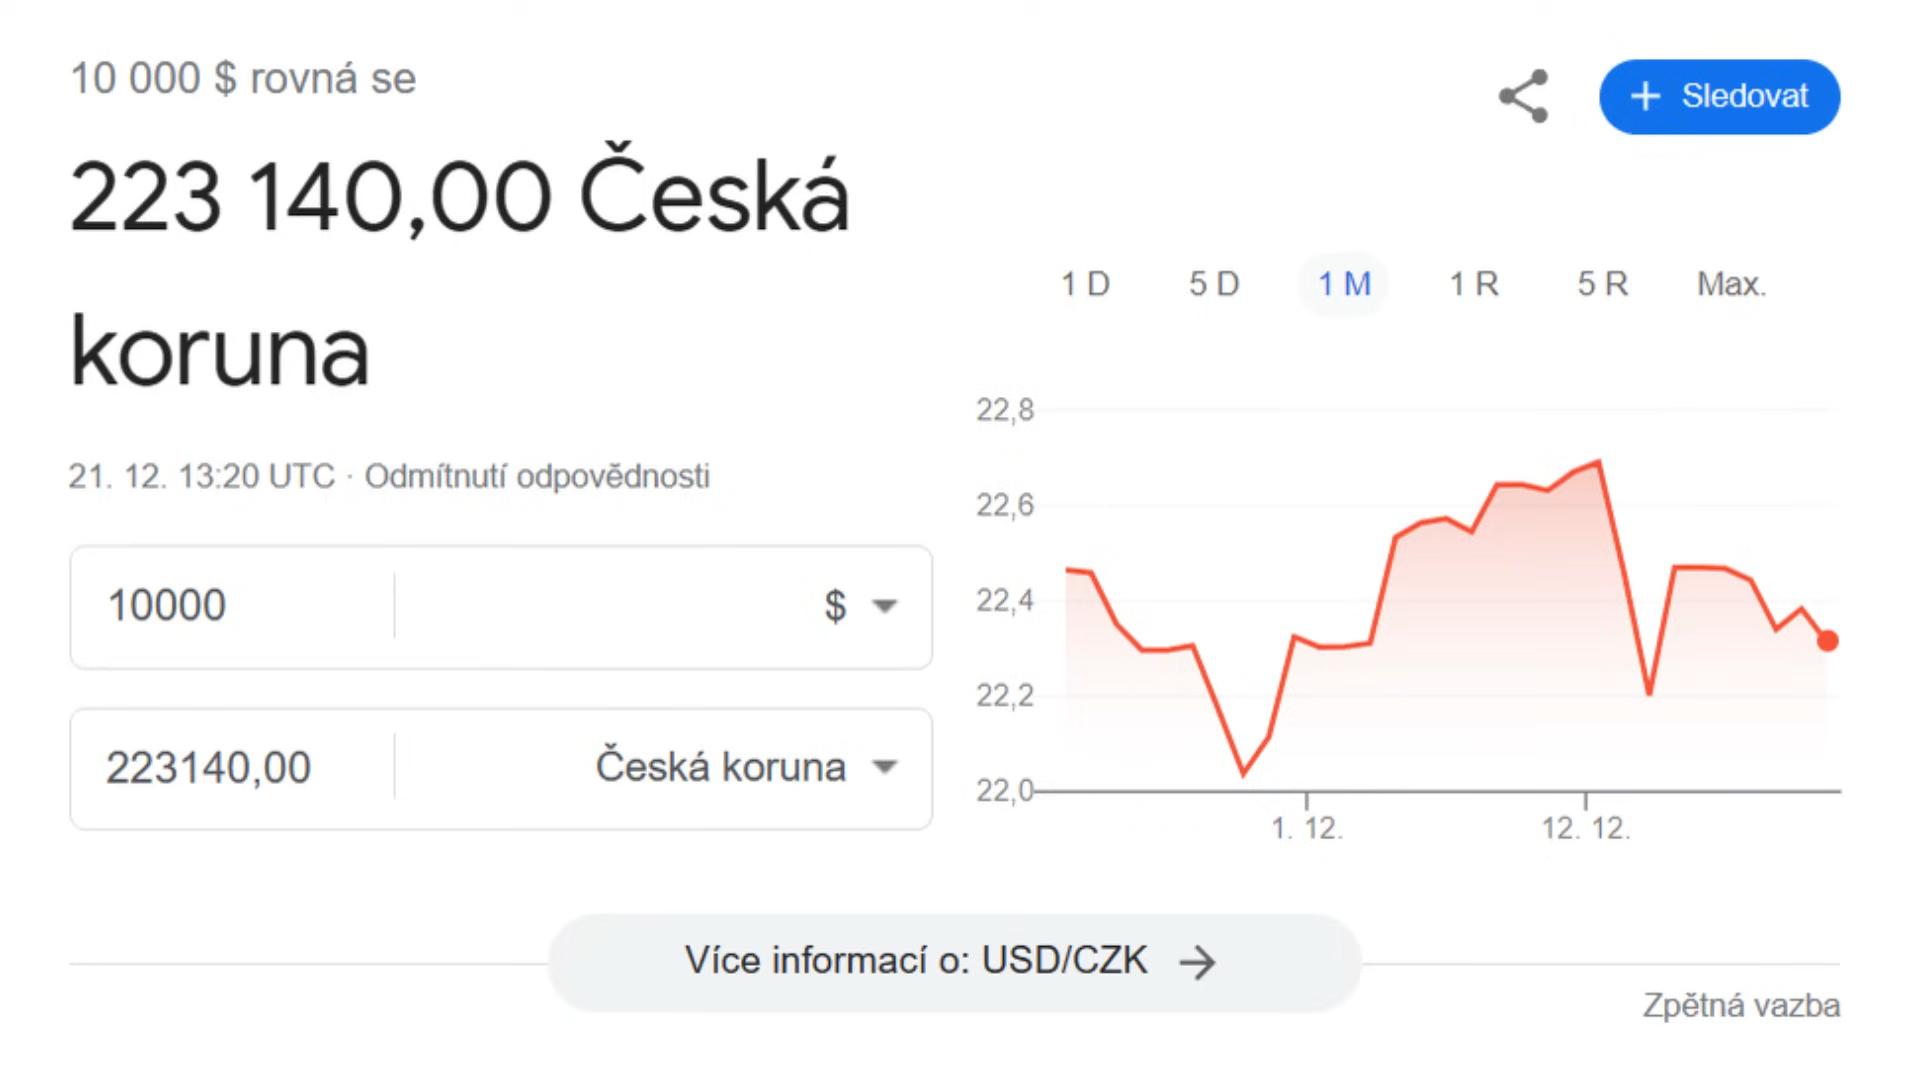 10 000 $ rovná se
Sledovat
223 140,00 Česká
koruna
21. 12. 13:20 UTC · Odmítnutí odpovědnosti
10000
$
223140,00
Česká koruna
1 D 5 D 1 M 1 R 5 R Max.
22,8
22,6
22,4
22,2
22,0
1. 12. 12. 12.
Více informací o: USD/CZK
Zpětná vazba